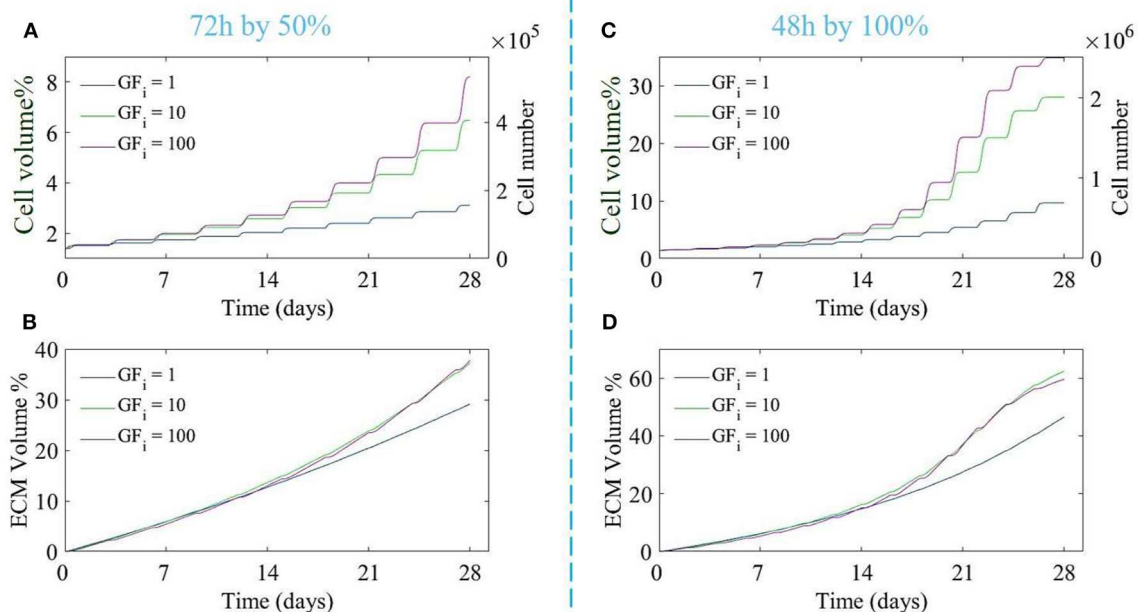 72h by 50%
48h by 100%
A
×10⁵
Cell volume%
8
6
4
2
GFᵢ = 1
GFᵢ = 10
GFᵢ = 100
4
2
0
Cell number
0 7 14 21 28
Time (days)
C
×10⁶
Cell volume%
30
20
10
0
GFᵢ = 1
GFᵢ = 10
GFᵢ = 100
2
1
0
Cell number
0 7 14 21 28
Time (days)
B
ECM Volume %
40
30
20
10
0
GFᵢ = 1
GFᵢ = 10
GFᵢ = 100
0 7 14 21 28
Time (days)
D
ECM Volume %
60
40
20
0
GFᵢ = 1
GFᵢ = 10
GFᵢ = 100
0 7 14 21 28
Time (days)